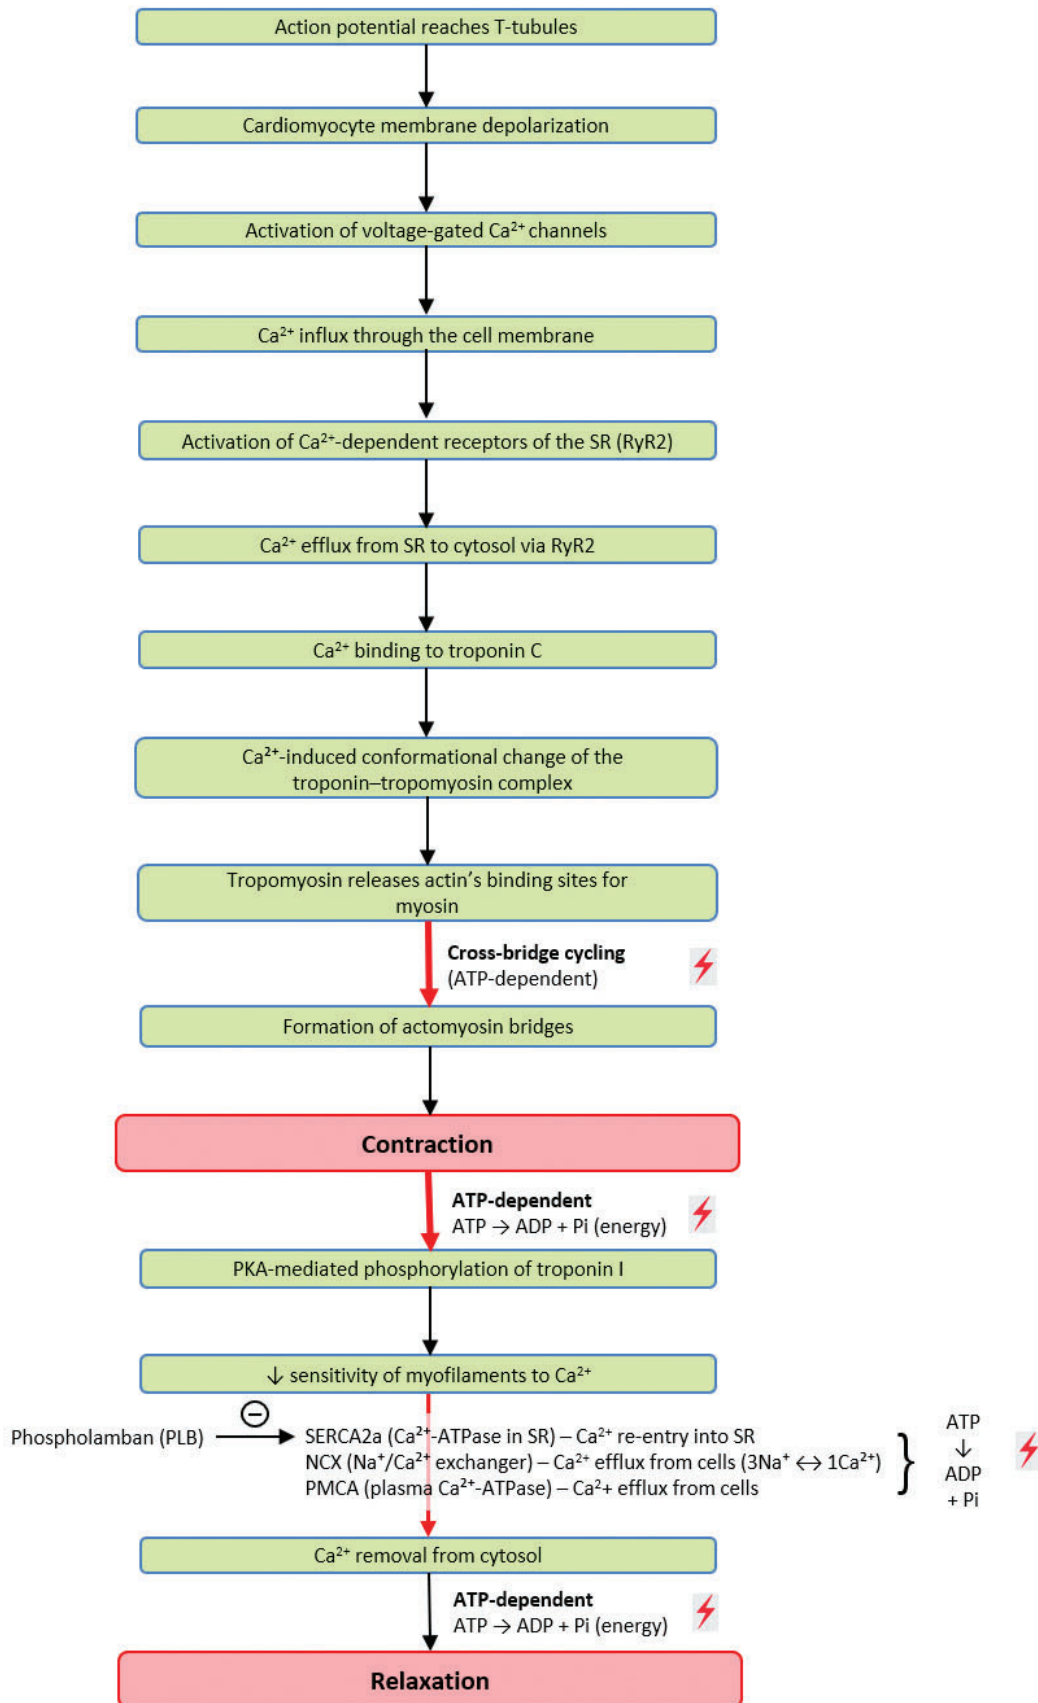 Action potential reaches T-tubules
Cardiomyocyte membrane depolarization
Activation of voltage-gated Ca²⁺ channels
Ca²⁺ influx through the cell membrane
Activation of Ca²⁺-dependent receptors of the SR (RyR2)
Ca²⁺ efflux from SR to cytosol via RyR2
Ca²⁺ binding to troponin C
Ca²⁺-induced conformational change of the
troponin–tropomyosin complex
Tropomyosin releases actin's binding sites for
myosin
Cross-bridge cycling
(ATP-dependent)
Formation of actomyosin bridges
Contraction
ATP-dependent
ATP → ADP + Pi (energy)
PKA-mediated phosphorylation of troponin I
↓ sensitivity of myofilaments to Ca²⁺
Phospholamban (PLB)
SERCA2a (Ca²⁺-ATPase in SR) – Ca²⁺ re-entry into SR
NCX (Na⁺/Ca²⁺ exchanger) – Ca²⁺ efflux from cells (3Na⁺ ↔ 1Ca²⁺)
PMCA (plasma Ca²⁺-ATPase) – Ca²+ efflux from cells
ATP
↓
ADP
+ Pi
Ca²⁺ removal from cytosol
ATP-dependent
ATP → ADP + Pi (energy)
Relaxation